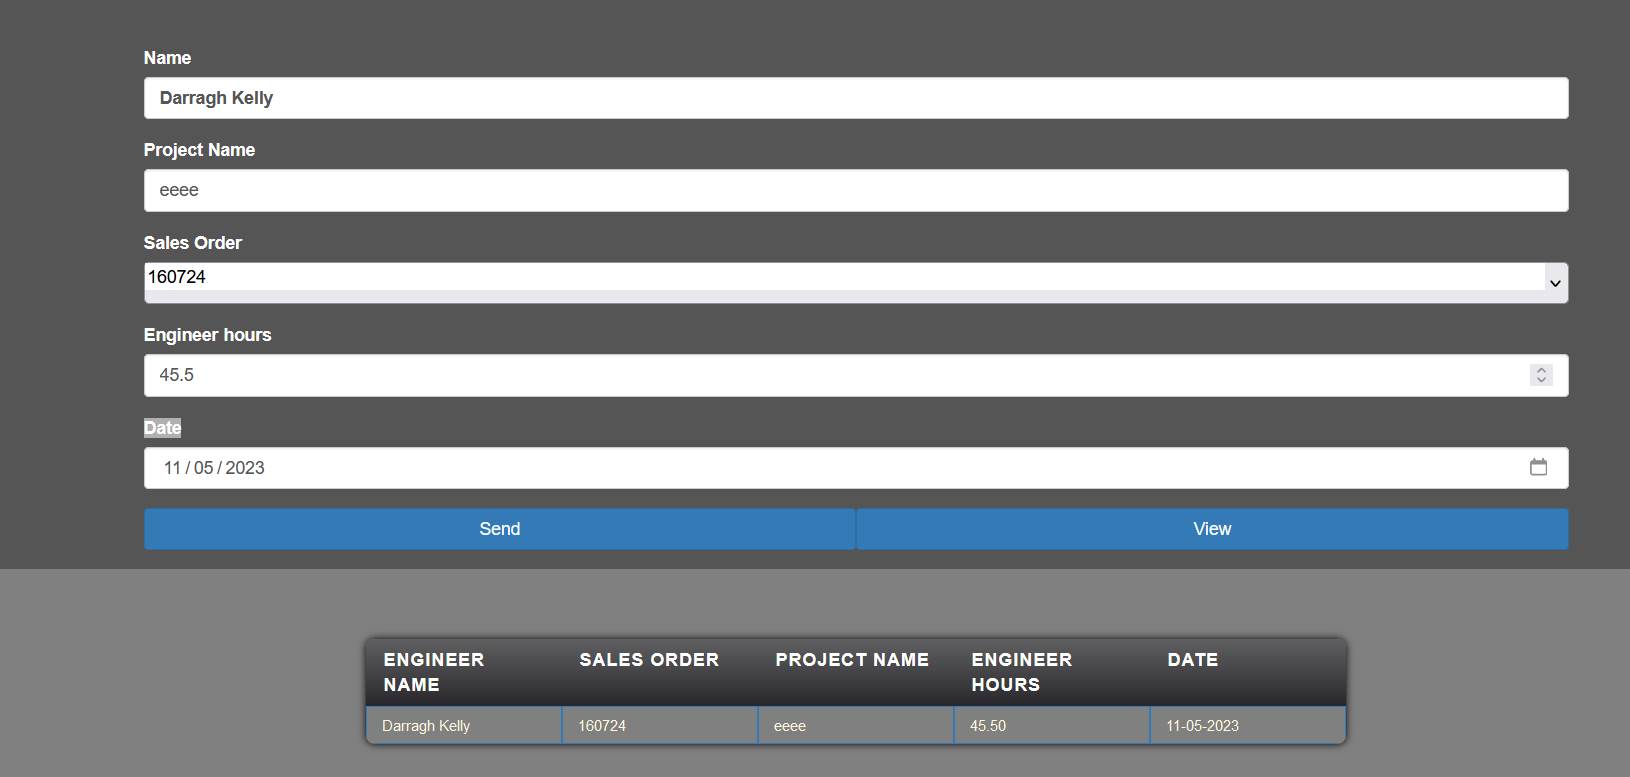 Name
Darragh Kelly
Project Name
eeee
Sales Order
160724
Engineer hours
45.5
Date
11 / 05 / 2023
Send View
ENGINEER NAME SALES ORDER PROJECT NAME ENGINEER HOURS DATE
Darragh Kelly 160724 eeee 45.50 11-05-2023